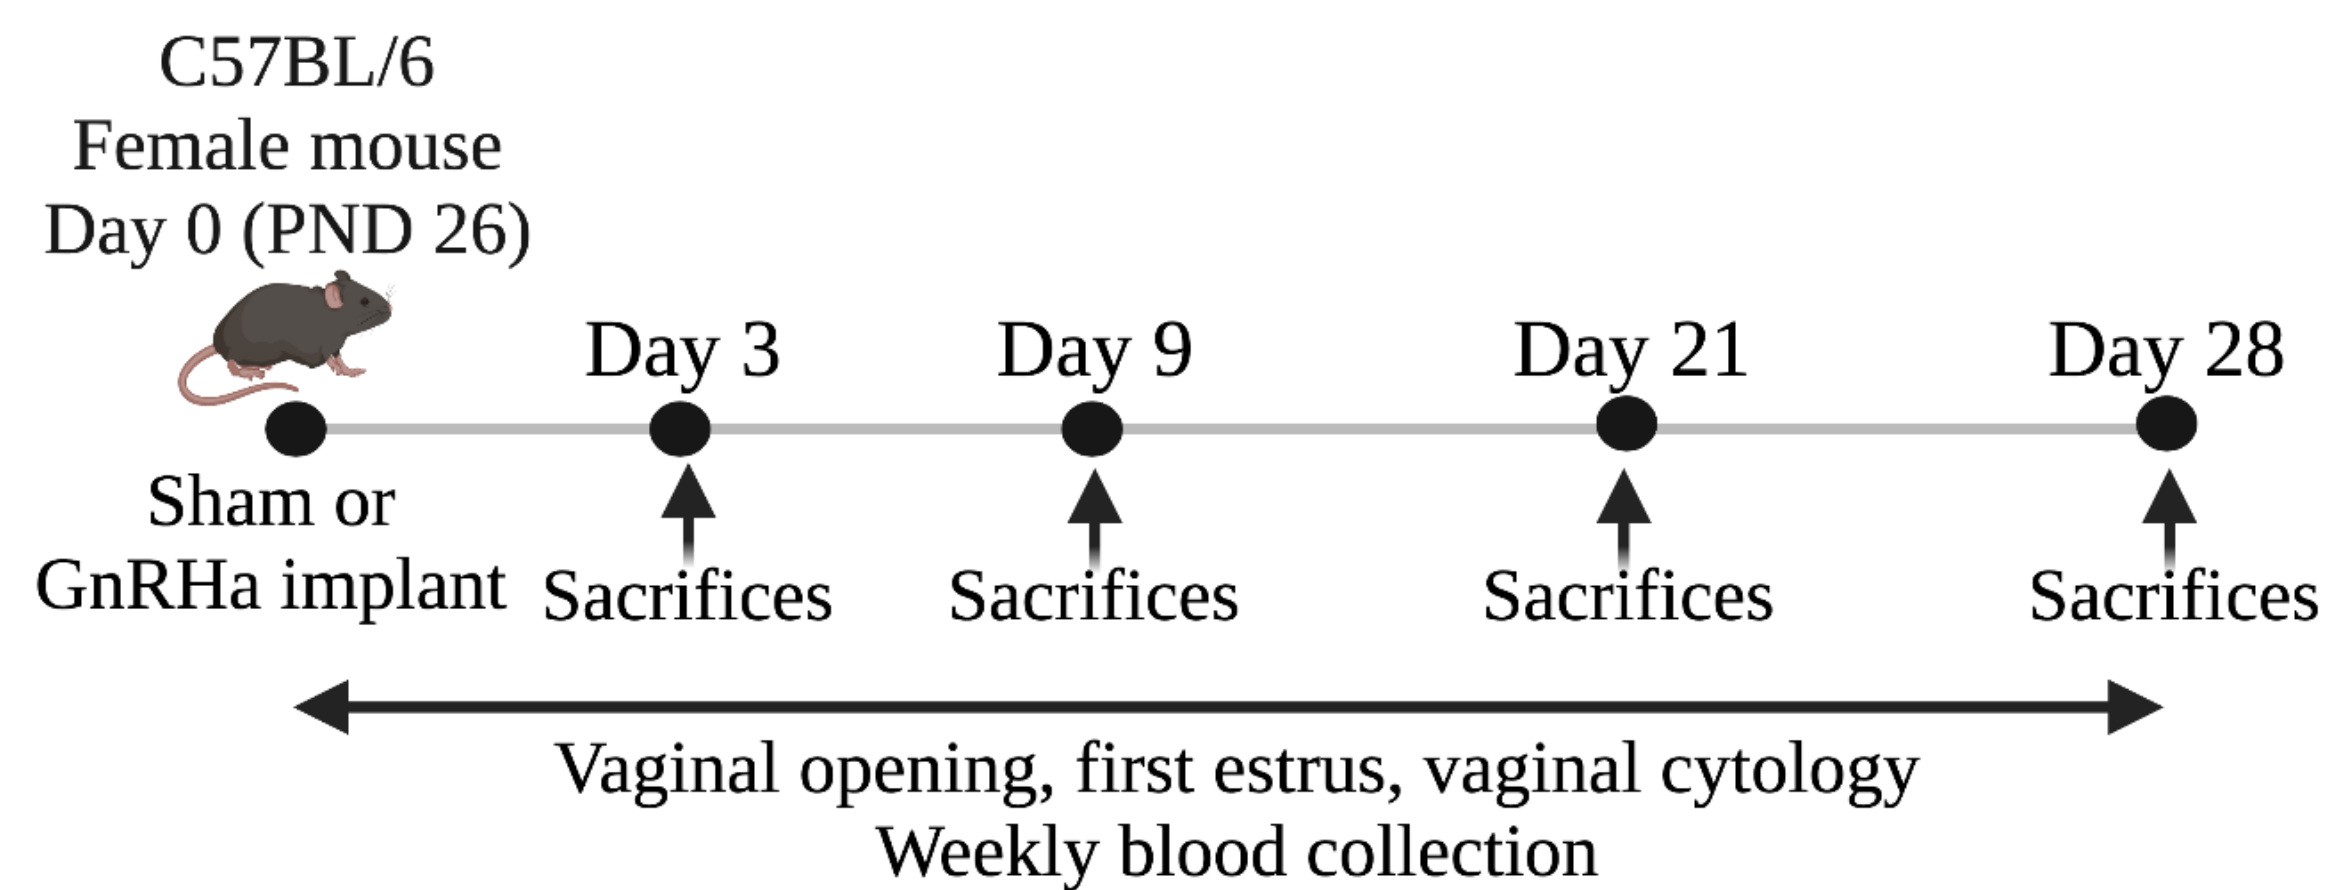 C57BL/6
Female mouse
Day 0 (PND 26)
Day 3
Day 9
Day 21
Day 28
Sham or
GnRHa implant
Sacrifices
Sacrifices
Sacrifices
Sacrifices
Vaginal opening, first estrus, vaginal cytology
Weekly blood collection